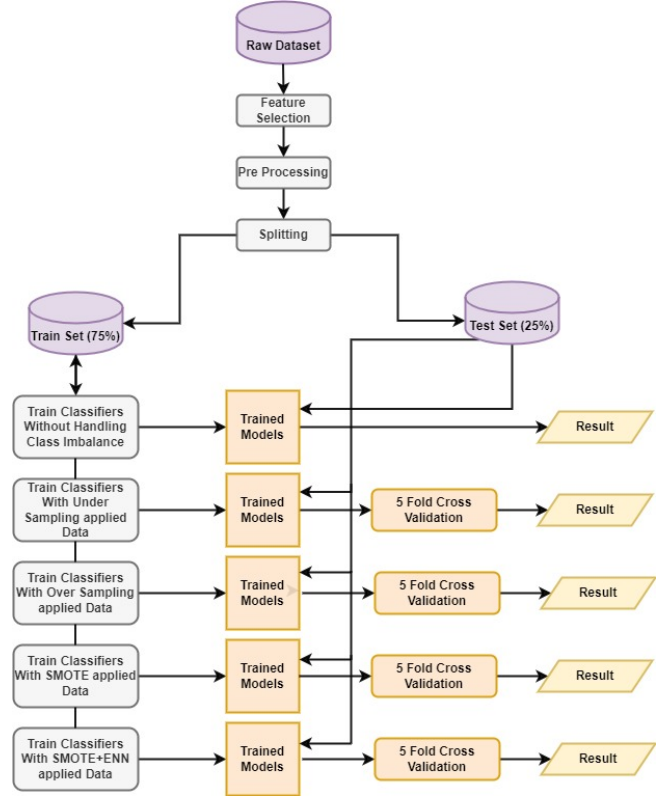 Raw Dataset
Feature
Selection
Pre Processing
Splitting
Train Set (75%)
Test Set (25%)
Train Classifiers
Without Handling
Class Imbalance
Trained
Models
Result
Train Classifiers
With Under
Sampling applied
Data
Trained
Models
5 Fold Cross
Validation
Result
Train Classifiers
With Over Sampling
applied Data
Trained
Models
5 Fold Cross
Validation
Result
Train Classifiers
With SMOTE applied
Data
Trained
Models
5 Fold Cross
Validation
Result
Train Classifiers
With SMOTE+ENN
applied Data
Trained
Models
5 Fold Cross
Validation
Result